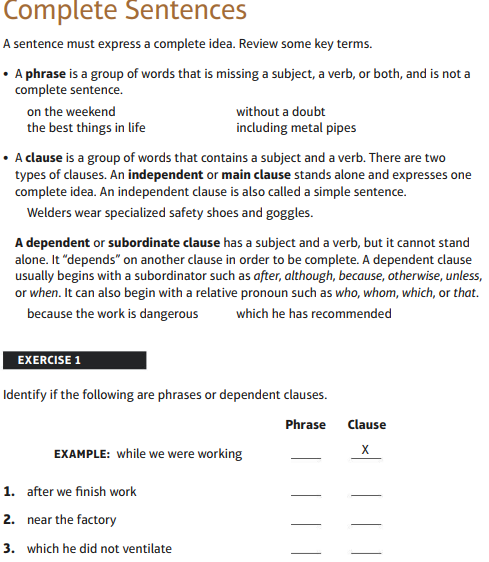 Complete Sentences
A sentence must express a complete idea. Review some key terms.
• A phrase is a group of words that is missing a subject, a verb, or both, and is not a
complete sentence.
on the weekend without a doubt
the best things in life including metal pipes
• A clause is a group of words that contains a subject and a verb. There are two
types of clauses. An independent or main clause stands alone and expresses one
complete idea. An independent clause is also called a simple sentence.
Welders wear specialized safety shoes and goggles.
A dependent or subordinate clause has a subject and a verb, but it cannot stand
alone. It “depends” on another clause in order to be complete. A dependent clause
usually begins with a subordinator such as after, although, because, otherwise, unless,
or when. It can also begin with a relative pronoun such as who, whom, which, or that.
because the work is dangerous which he has recommended
EXERCISE 1
Identify if the following are phrases or dependent clauses.
Phrase Clause
EXAMPLE: while we were working ____ X
1. after we finish work ____ ____
2. near the factory ____ ____
3. which he did not ventilate ____ ____